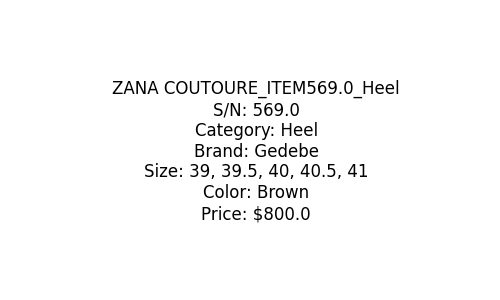 ZANA COUTOURE_ITEM569.0_Heel
S/N: 569.0
Category: Heel
Brand: Gedebe
Size: 39, 39.5, 40, 40.5, 41
Color: Brown
Price: $800.0